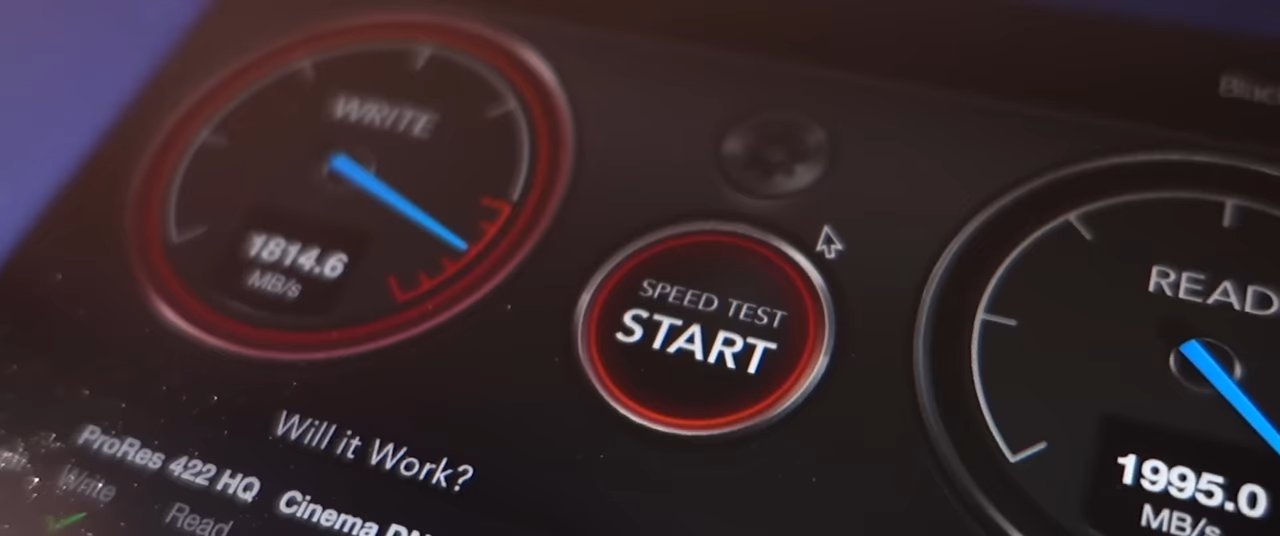 WRITE
1814.6
MB/s
SPEED TEST
START
READ
1995.0
MB/s
Will it Work?
ProRes 422 HQ
Cinema
Write
Read